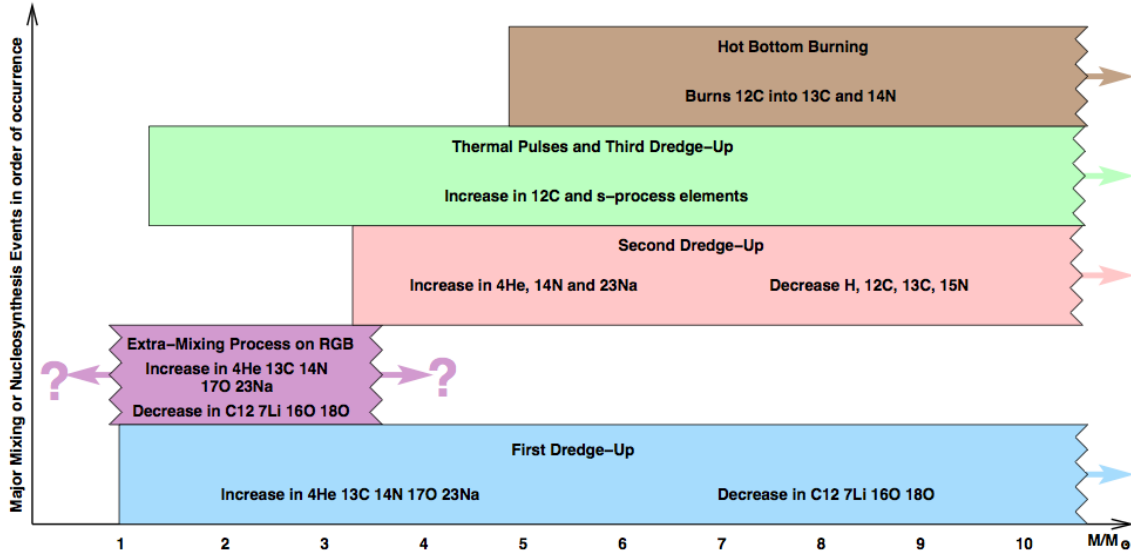 Major Mixing or Nucleosynthesis Events in order of occurrence
Hot Bottom Burning
Burns 12C into 13C and 14N
Thermal Pulses and Third Dredge-Up
Increase in 12C and s-process elements
Second Dredge-Up
Increase in 4He, 14N and 23Na
Decrease H, 12C, 13C, 15N
Extra-Mixing Process on RGB
Increase in 4He 13C 14N
17O 23Na
Decrease in C12 7Li 16O 18O
?
?
First Dredge-Up
Increase in 4He 13C 14N 17O 23Na
Decrease in C12 7Li 16O 18O
1 2 3 4 5 6 7 8 9 10 M/M⊙